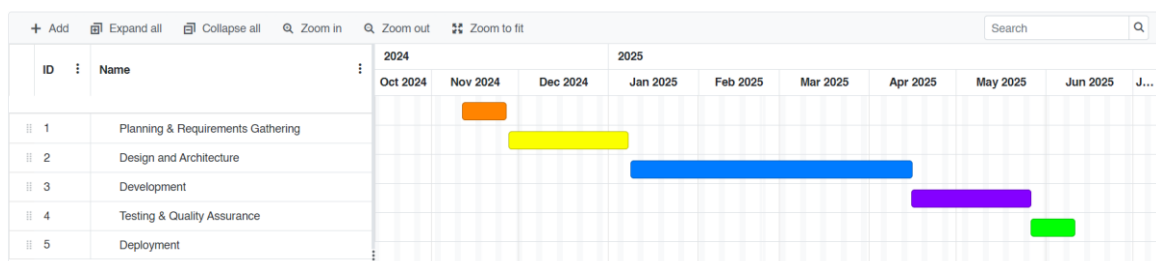 + Add Expand all Collapse all Zoom in Zoom out Zoom to fit Search
2024 2025
ID Name
Oct 2024 Nov 2024 Dec 2024 Jan 2025 Feb 2025 Mar 2025 Apr 2025 May 2025 Jun 2025 J...
1 Planning & Requirements Gathering
2 Design and Architecture
3 Development
4 Testing & Quality Assurance
5 Deployment